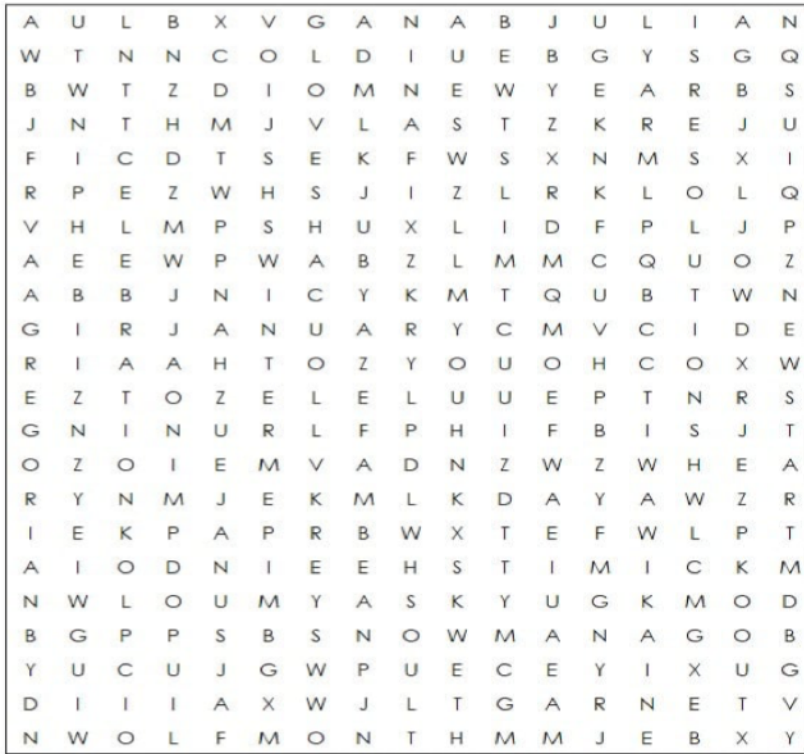 A U L B X V G A N A B J U L I A N
W T N N C O L D I U E B G Y S G Q
B W T Z D I O M N E W Y E A R B S
J N T H M J V L A S T Z K R E J U
F I C D T S E K F W S X N M S X I
R P E Z W H S J I Z L R K L O L Q
V H L M P S H U X L I D F P L J P
A E E W P W A B Z L M M C Q U O Z
A B B J N I C Y K M T Q U B T W N
G I R J A N U A R Y C M V C I D E
R I A A H T O Z Y O U O H C O X W
E Z T O Z E L E L U U E P T N R S
G N I N U R L F P H I F B I S J T
O Z O I E M V A D N Z W Z W H E A
R Y N M J E K M L K D A Y A W Z R
I E K P A P R B W X T E F W L P T
A I O D N I E E H S T I M I C K M
N W L O U M Y A S K Y U G K M O D
B G P P S B S N O W M A N A G O B
Y U C U J G W P U E C E Y I X U G
D I I I A X W J L T G A R N E T V
N W O L F M O N T H M M J E B X Y